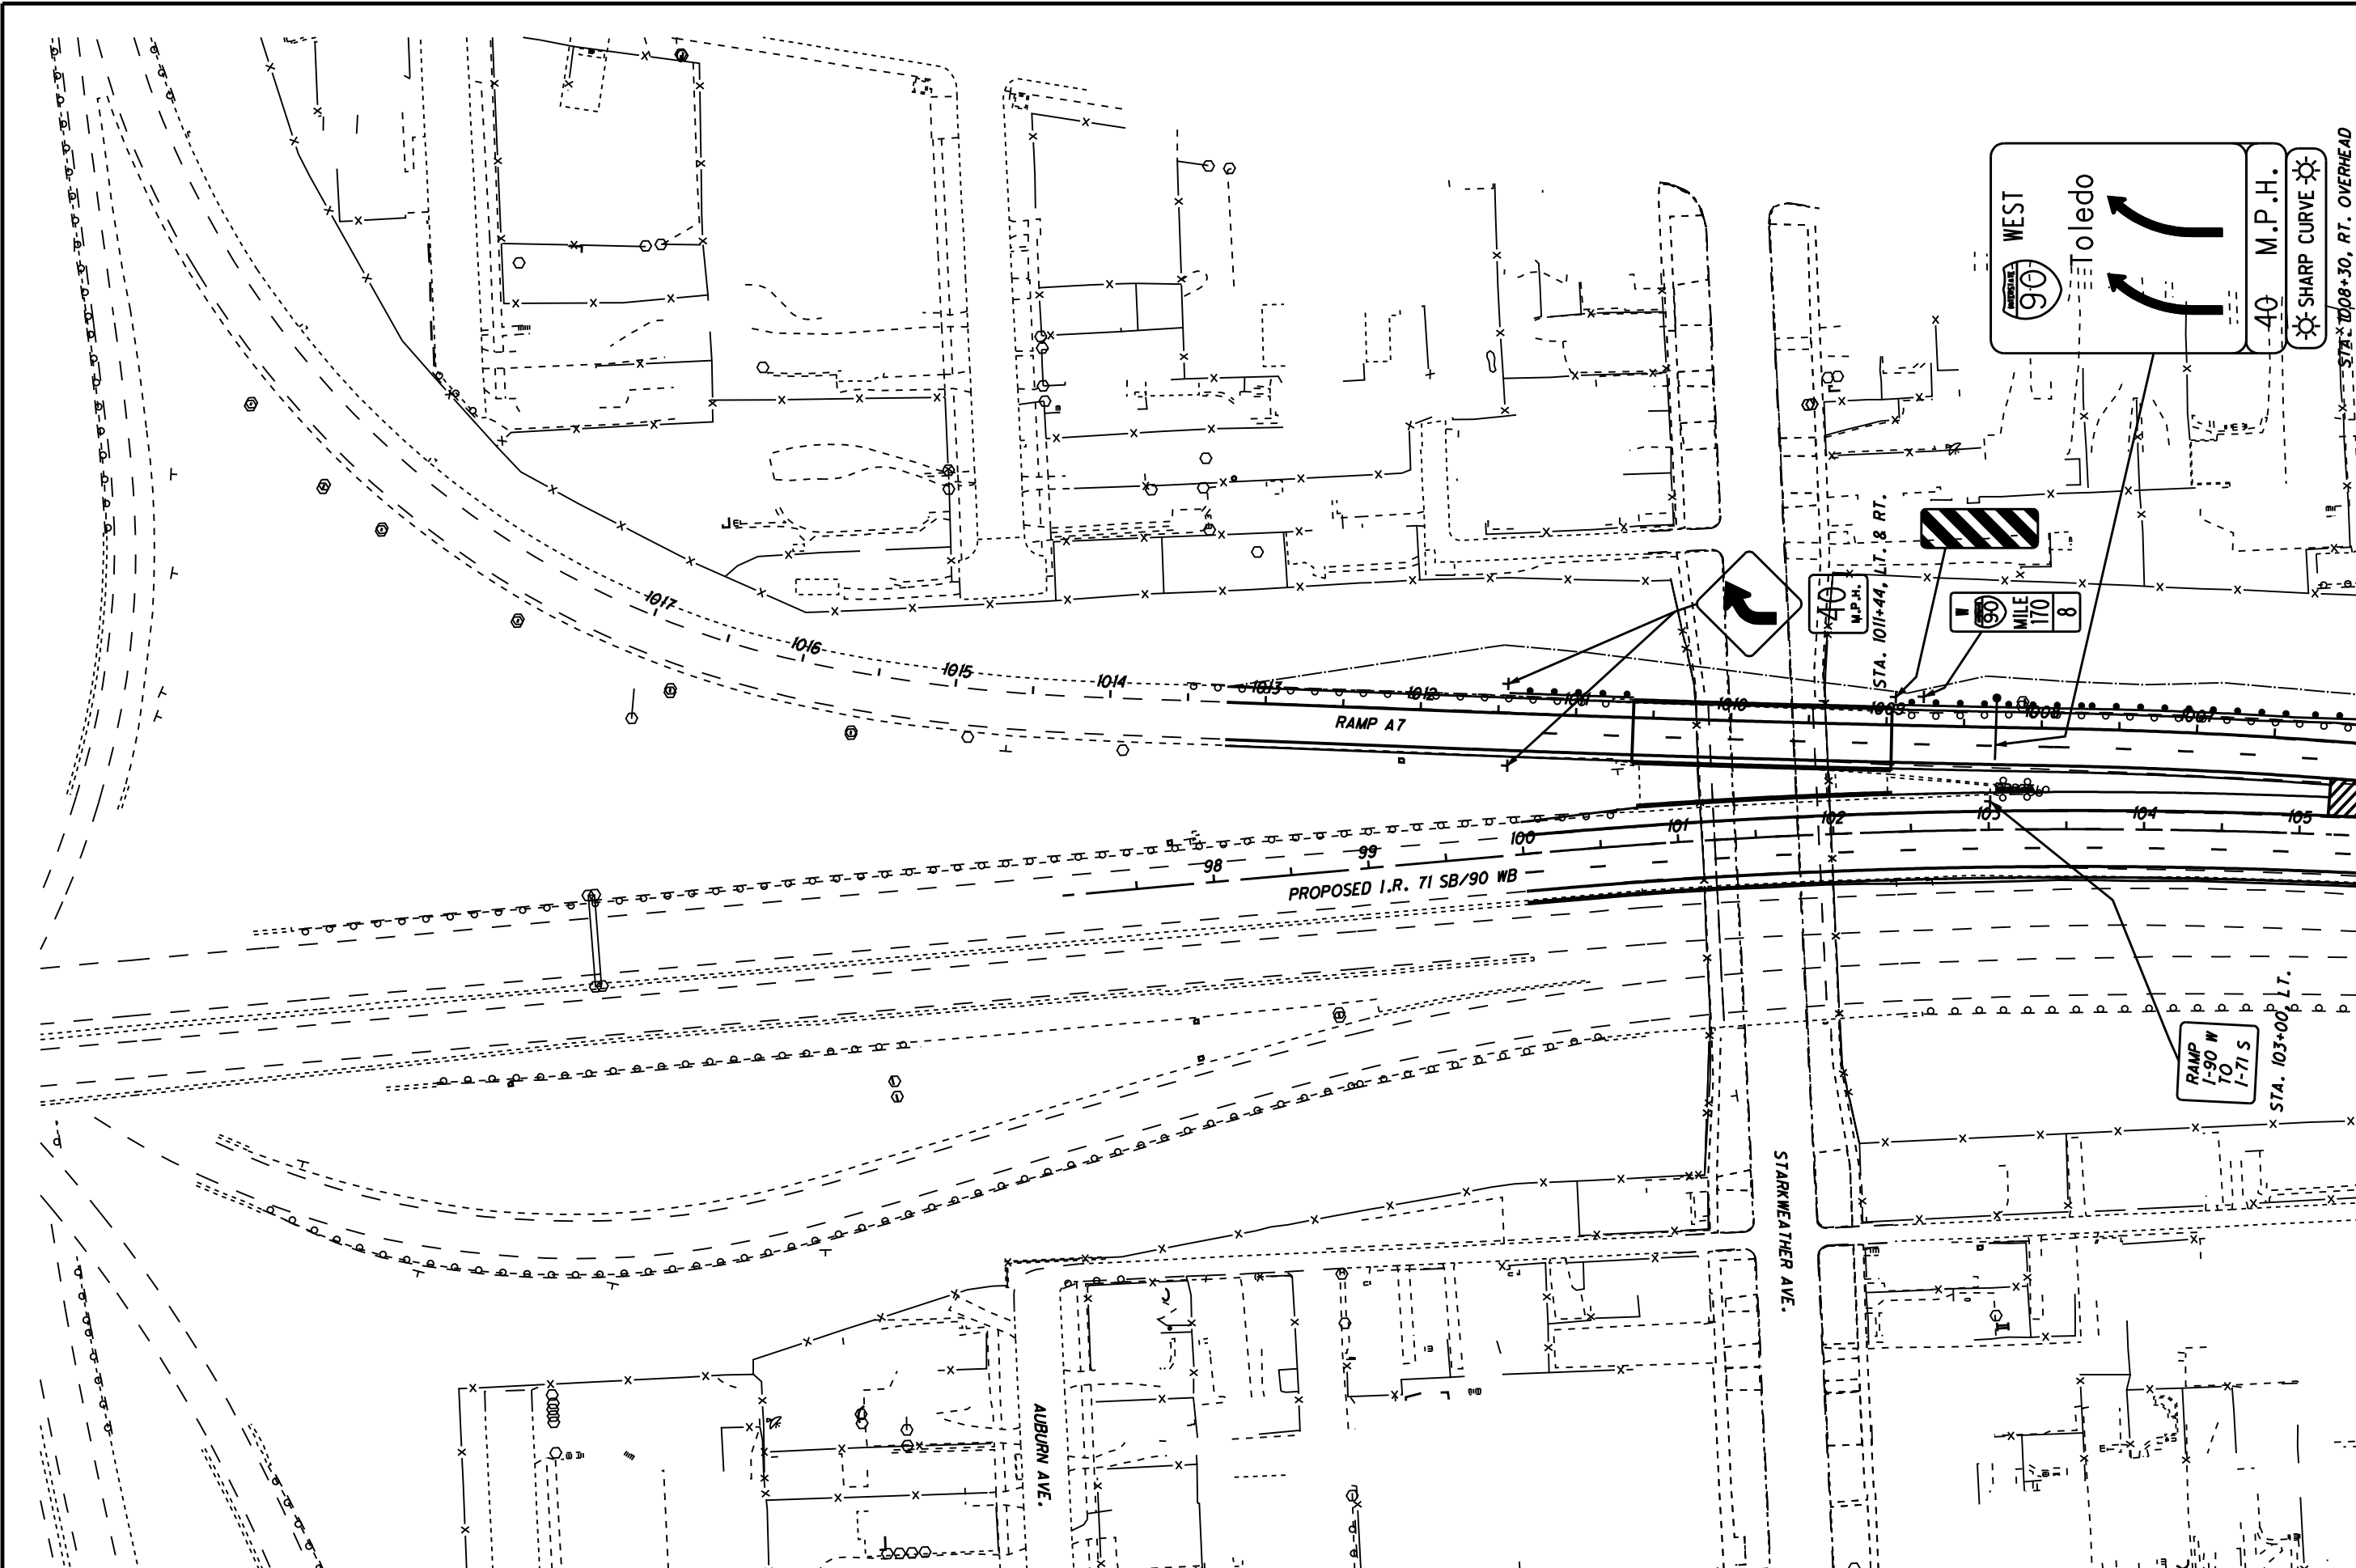 WEST
INTERSTATE
90
Toledo
40 M.P.H.
SHARP CURVE
STA. 1008+30, RT. OVERHEAD
40
M.P.H.
STA. 1011+44, LT. & RT.
W
90
MILE
170
8
1017
1016
1015
1014
1013
1012
1011
1010
1009
1008
1007
RAMP A7
98
99
100
101
102
103
104
105
PROPOSED I.R. 71 SB/90 WB
RAMP
I-90 W
TO
I-71 S
STA. 103+00, LT.
STARKWEATHER AVE.
AUBURN AVE.